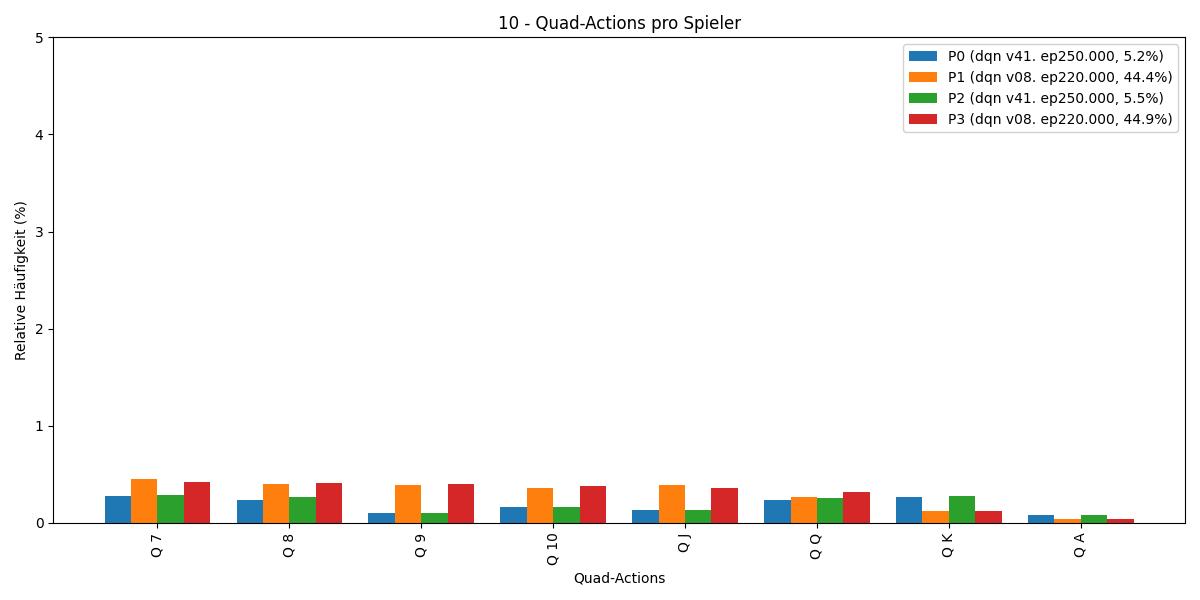 10 - Quad-Actions pro Spieler
5
4
3
2
1
0
Relative Häufigkeit (%)
P0 (dqn v41. ep250.000, 5.2%)
P1 (dqn v08. ep220.000, 44.4%)
P2 (dqn v41. ep250.000, 5.5%)
P3 (dqn v08. ep220.000, 44.9%)
Q 7
Q 8
Q 9
Q 10
Q J
Q Q
Q K
Q A
Quad-Actions